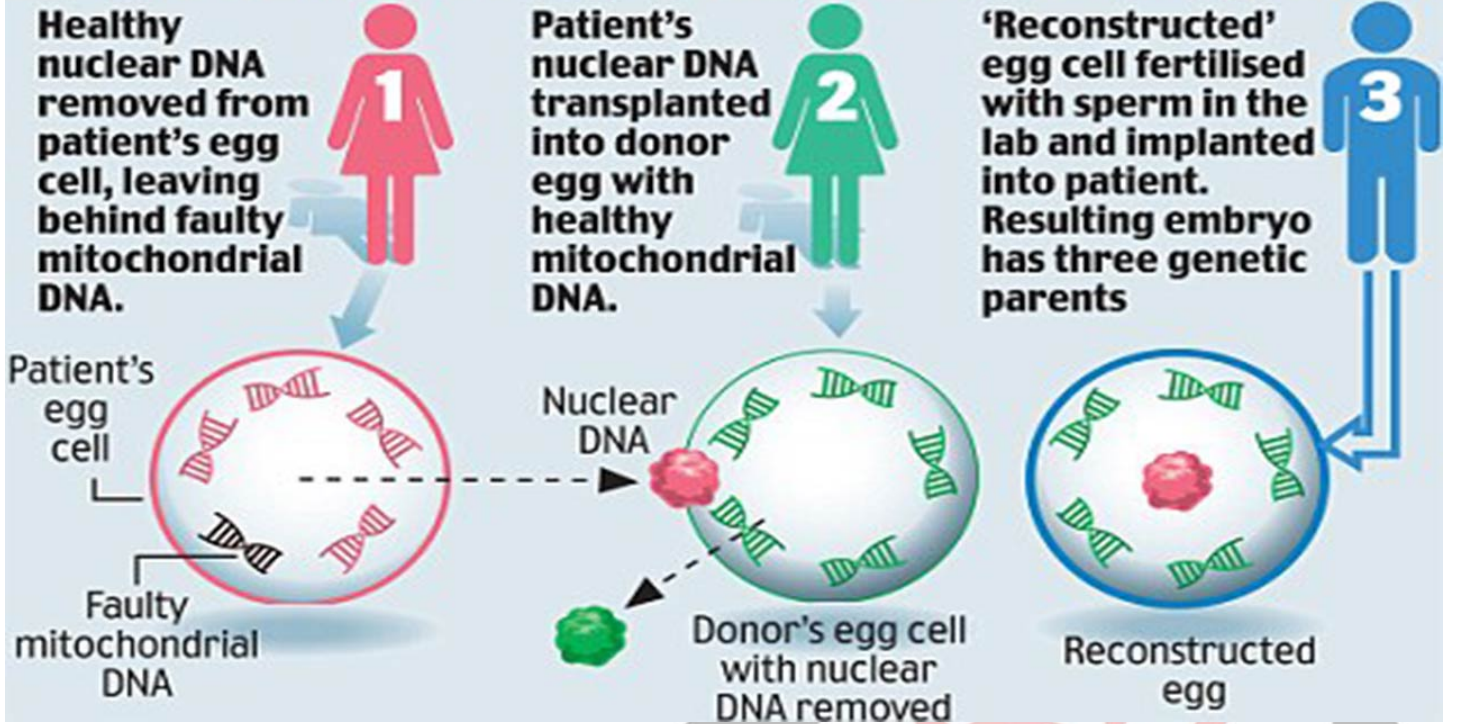 Healthy
nuclear DNA
removed from
patient's egg
cell, leaving
behind faulty
mitochondrial
DNA.
1
Patient's
nuclear DNA
transplanted
into donor
egg with
healthy
mitochondrial
DNA.
2
‘Reconstructed’
egg cell fertilised
with sperm in the
lab and implanted
into patient.
Resulting embryo
has three genetic
parents
3
Patient's
egg
cell
Faulty
mitochondrial
DNA
Nuclear
DNA
Donor's egg cell
with nuclear
DNA removed
Reconstructed
egg